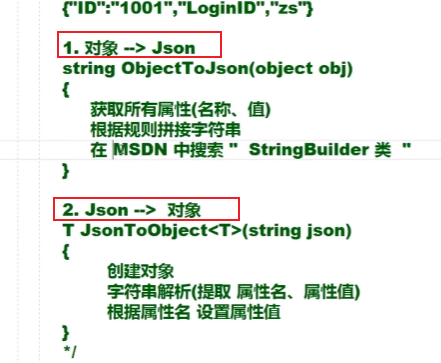 {"ID":"1001","LoginID","zs"}
1. 对象 --> Json
string ObjectToJson(object obj)
{
获取所有属性(名称、值)
根据规则拼接字符串
在 MSDN 中搜索 " StringBuilder 类 "
}
2. Json --> 对象
T JsonToObject<T>(string json)
{
创建对象
字符串解析(提取 属性名、属性值)
根据属性名 设置属性值
}
*/